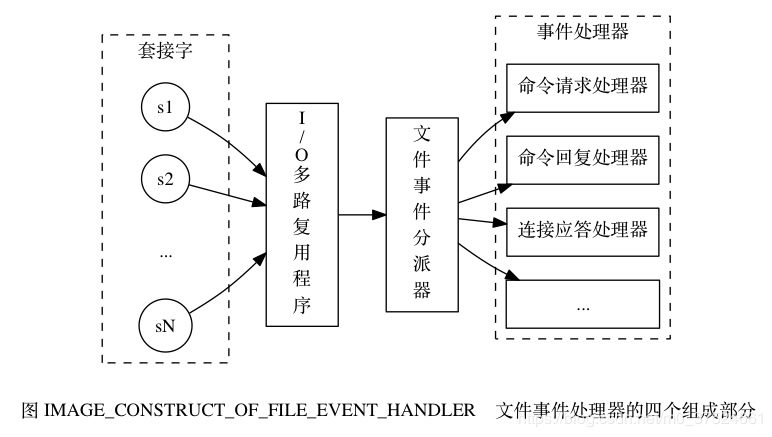 套接字
s1
s2
...
sN
I/O多路复用程序
文件事件分派器
事件处理器
命令请求处理器
命令回复处理器
连接应答处理器
...
图 IMAGE_CONSTRUCT_OF_FILE_EVENT_HANDLER 文件事件处理器的四个组成部分